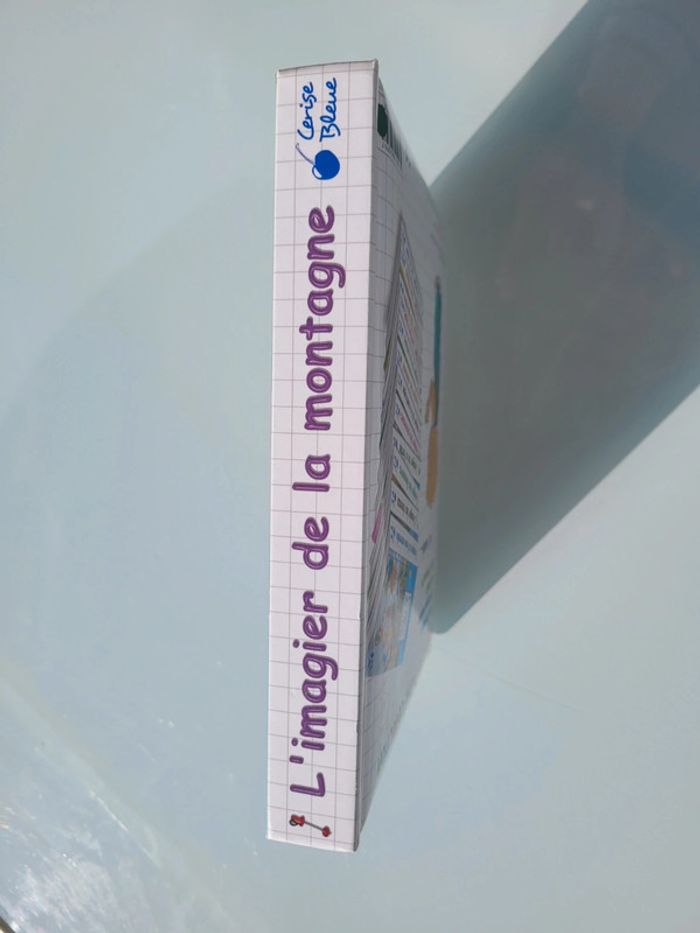 L'imagier de la montagne
Cerise
Bleue